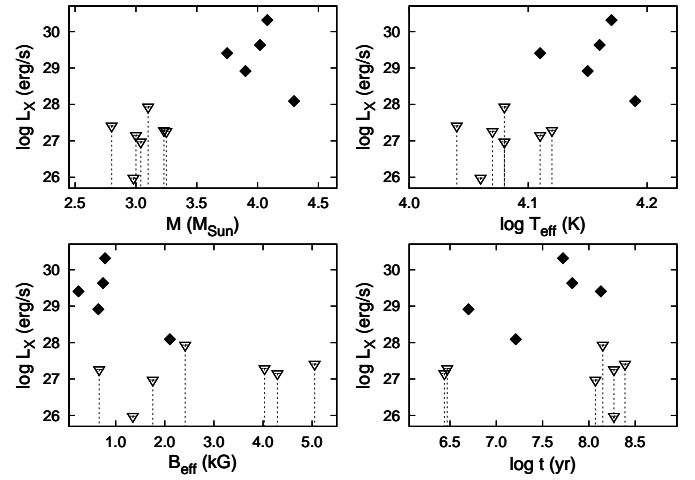 30
29
28
27
26
log L_X (erg/s)
2.5 3.0 3.5 4.0 4.5
M (M_Sun)
30
29
28
27
26
log L_X (erg/s)
4.0 4.1 4.2
log T_eff (K)
30
29
28
27
26
log L_X (erg/s)
1.0 2.0 3.0 4.0 5.0
B_eff (kG)
30
29
28
27
26
log L_X (erg/s)
6.5 7.0 7.5 8.0 8.5
log t (yr)